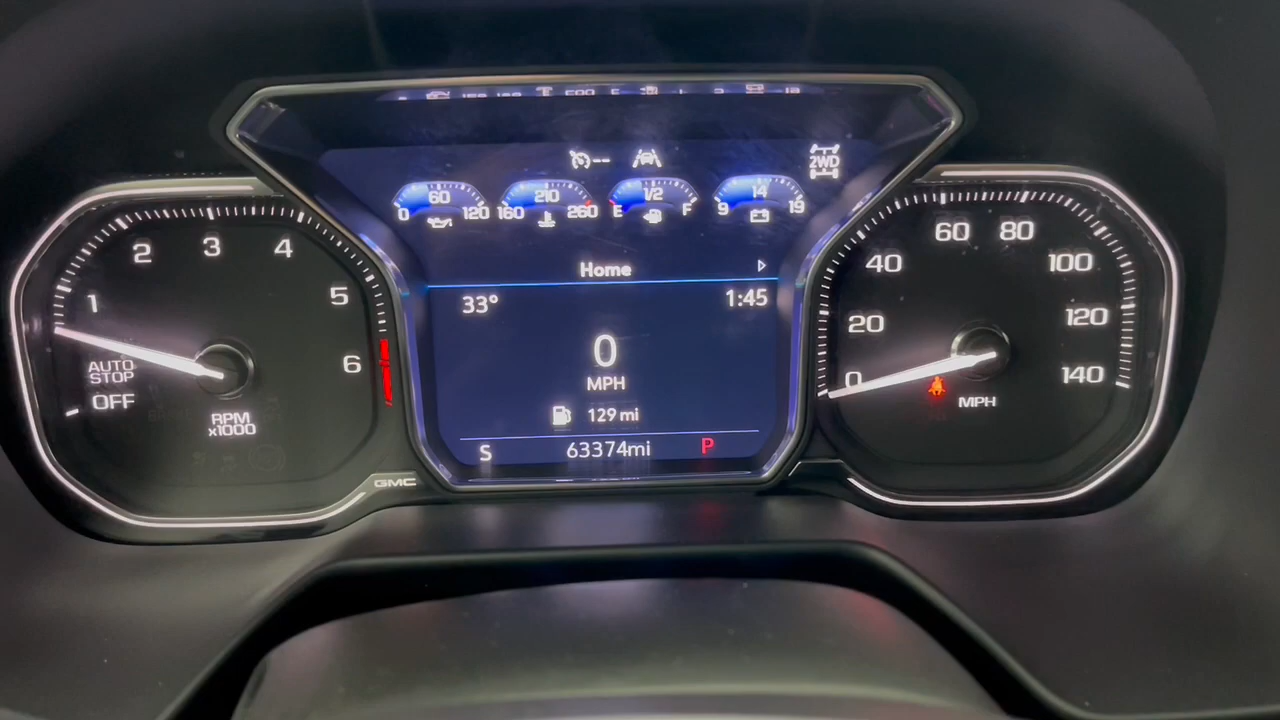 2WD
60
0 120
210
160 260
1/2
E F
14
9 19
Home
33° 1:45
0
MPH
129 mi
S 63374mi P
1
2
3
4
5
6
AUTO
STOP
OFF
RPM
x1000
GMC
0
20
40
60
80
100
120
140
MPH